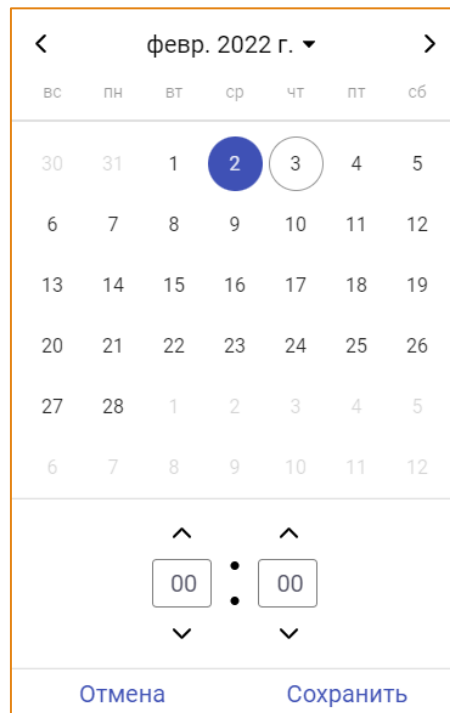 февр. 2022 г.
вс пн вт ср чт пт сб
30 31 1 2 3 4 5
6 7 8 9 10 11 12
13 14 15 16 17 18 19
20 21 22 23 24 25 26
27 28 1 2 3 4 5
6 7 8 9 10 11 12
00 : 00
Отмена Сохранить